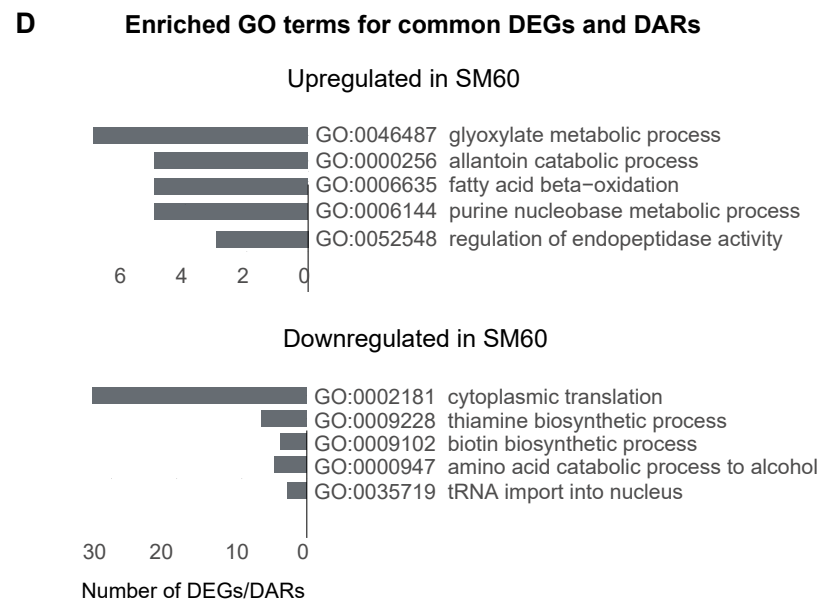 D Enriched GO terms for common DEGs and DARs
Upregulated in SM60
GO:0046487 glyoxylate metabolic process
GO:0000256 allantoin catabolic process
GO:0006635 fatty acid beta−oxidation
GO:0006144 purine nucleobase metabolic process
GO:0052548 regulation of endopeptidase activity
6 4 2 0
Downregulated in SM60
GO:0002181 cytoplasmic translation
GO:0009228 thiamine biosynthetic process
GO:0009102 biotin biosynthetic process
GO:0000947 amino acid catabolic process to alcohol
GO:0035719 tRNA import into nucleus
30 20 10 0
Number of DEGs/DARs